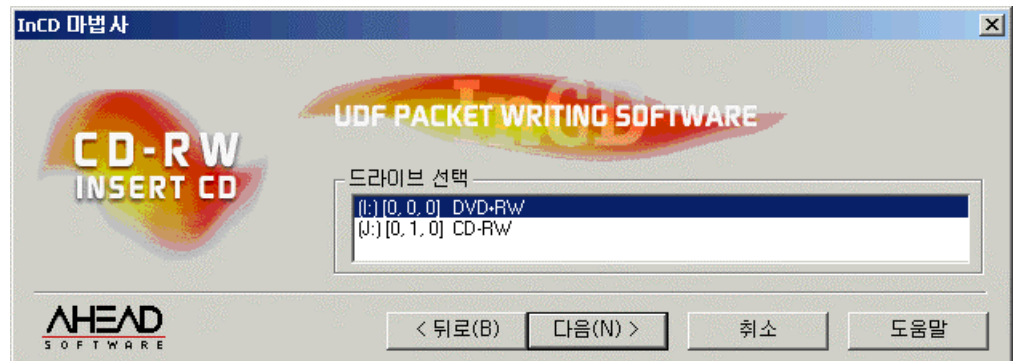 InCD 마법사
InCD
UDF PACKET WRITING SOFTWARE
CD-RW
INSERT CD
드라이브 선택
(I:) [0, 0, 0] DVD+RW
(J:) [0, 1, 0] CD-RW
AHEAD
SOFTWARE
< 뒤로(B)
다음(N) >
취소
도움말